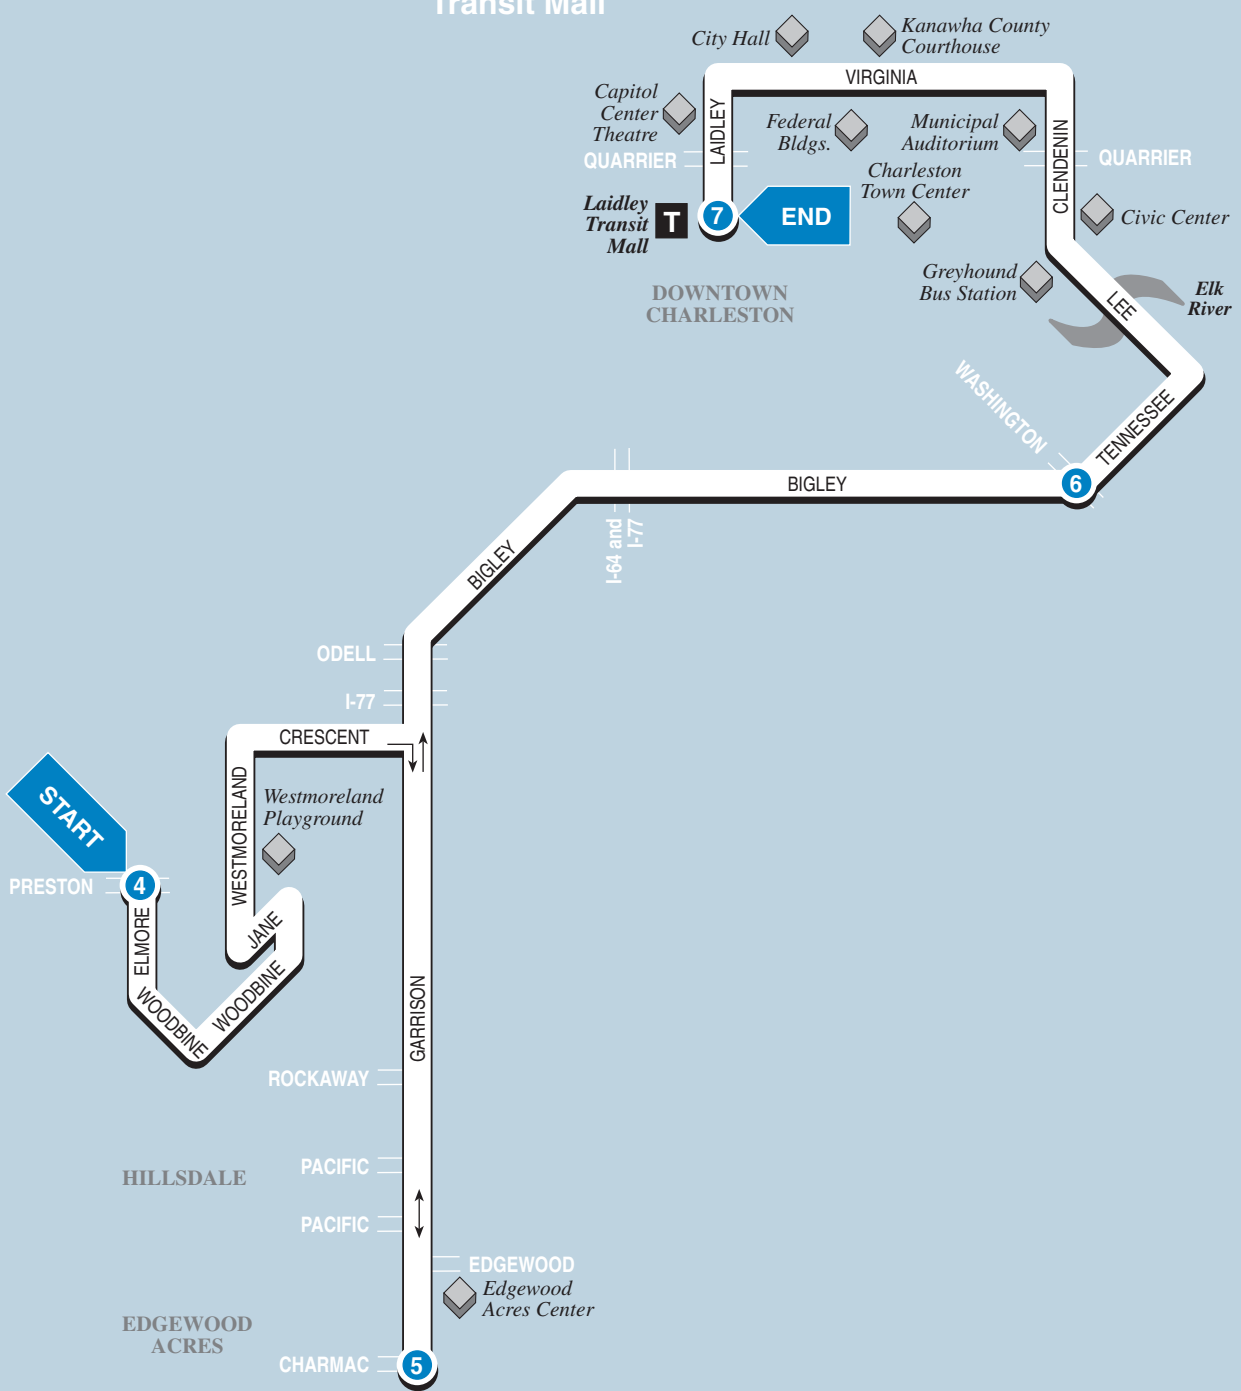 Transit Mall
City Hall
Kanawha County
Courthouse
VIRGINIA
Capitol
Center
Theatre
LAIDLEY
Federal
Bldgs.
Municipal
Auditorium
CLENDENIN
QUARRIER
QUARRIER
Charleston
Town Center
Laidley
Transit
Mall
T
7
END
Civic Center
Greyhound
Bus Station
LEE
Elk
River
DOWNTOWN
CHARLESTON
WASHINGTON
TENNESSEE
6
BIGLEY
I-64 and
I-77
BIGLEY
ODELL
I-77
CRESCENT
START
WESTMORELAND
Westmoreland
Playground
PRESTON
4
ELMORE
JANE
WOODBINE
WOODBINE
GARRISON
ROCKAWAY
HILLSDALE
PACIFIC
PACIFIC
EDGEWOOD
Edgewood
Acres Center
EDGEWOOD
ACRES
CHARMAC
5